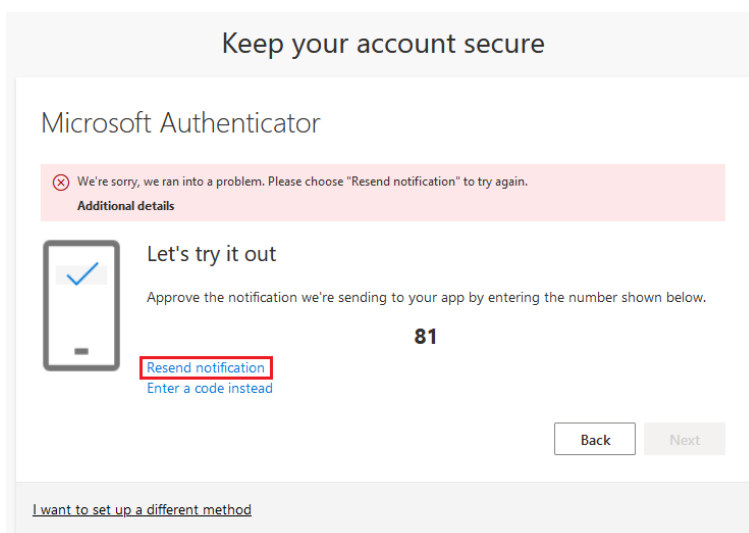 Keep your account secure
Microsoft Authenticator
We're sorry, we ran into a problem. Please choose "Resend notification" to try again.
Additional details
Let's try it out
Approve the notification we're sending to your app by entering the number shown below.
81
Resend notification
Enter a code instead
Back
Next
I want to set up a different method